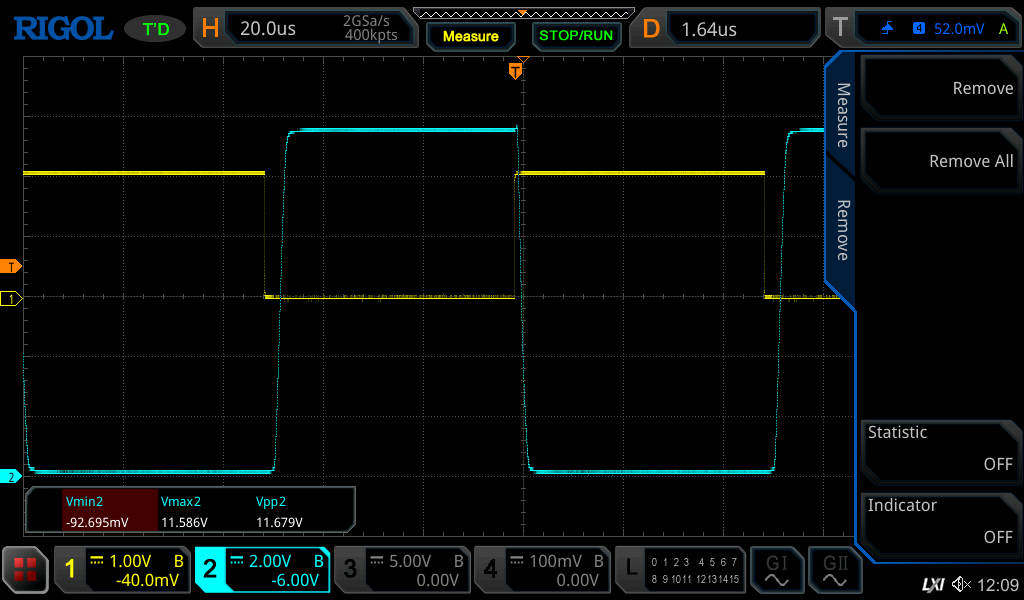 RIGOL T'D H 20.0us 2GSa/s 400kpts Measure STOP/RUN D 1.64us T 4 52.0mV A
T
Measure
Remove
Remove
Remove All
T
1
2
Statistic
OFF
Indicator
OFF
Vmin2 Vmax2 Vpp2
-92.695mV 11.586V 11.679V
1 1.00V B -40.0mV
2 2.00V B -6.00V
3 5.00V B 0.00V
4 100mV B 0.00V
L 0 1 2 3 4 5 6 7
8 9 10 11 12 13 14 15
GI GII
LXI 12:09